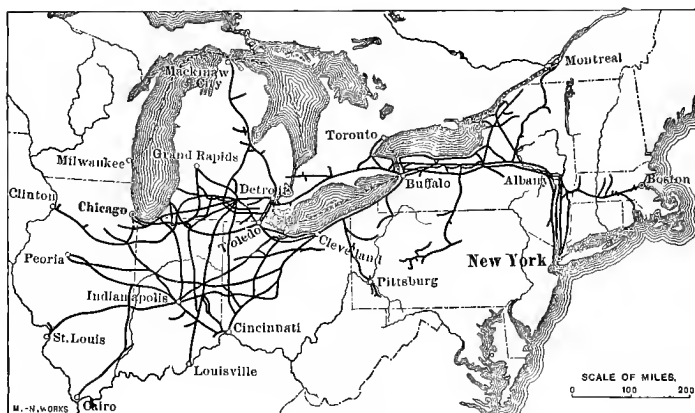 Montreal
Mackinaw
City
Toronto
Milwaukee
Grand Rapids
Buffalo
Albany
Boston
Clinton
Chicago
Detroit
Toledo
Cleveland
New York
Peoria
Pittsburg
Indianapolis
Cincinnati
St. Louis
Louisville
SCALE OF MILES.
0 100 200
M.-N. WORKS
Cairo